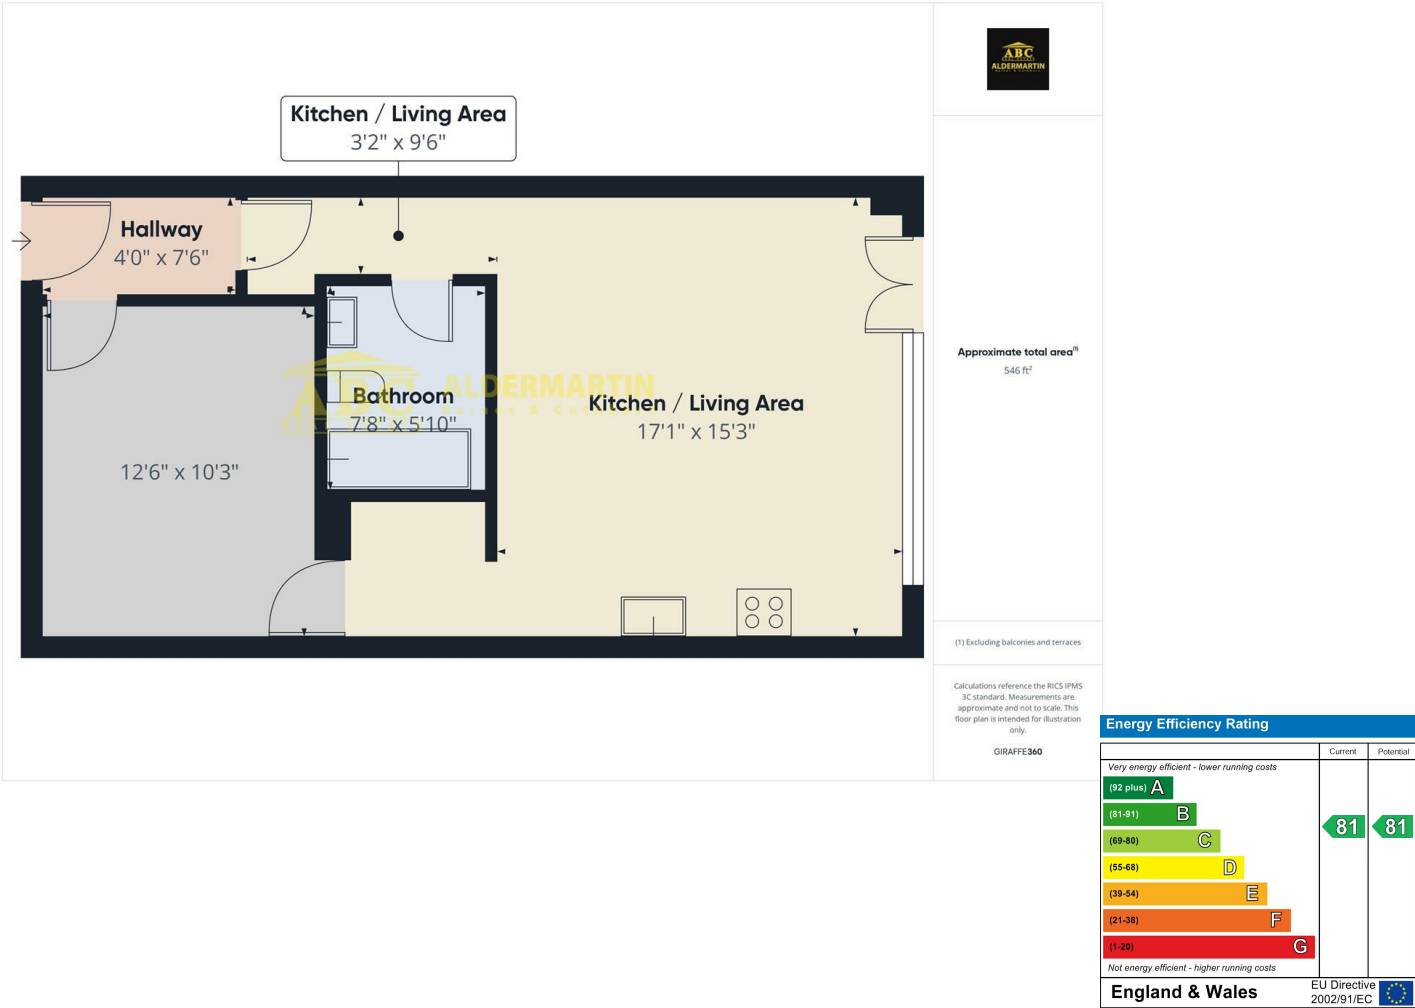 Kitchen / Living Area
3'2" x 9'6"
Hallway
4'0" x 7'6"
Bathroom
7'8" x 5'10"
12'6" x 10'3"
Kitchen / Living Area
17'1" x 15'3"
ABC
ALDERMARTIN
ABC
ALDERMARTIN
Approximate total area(1)
546 ft²
(1) Excluding balconies and terraces
Calculations reference the RICS IPMS
3C standard. Measurements are
approximate and not to scale. This
floor plan is intended for illustration
only.
GIRAFFE360
Energy Efficiency Rating
Current Potential
Very energy efficient - lower running costs
(92 plus) A
(81-91) B
81 81
(69-80) C
(55-68) D
(39-54) E
(21-38) F
(1-20) G
Not energy efficient - higher running costs
England & Wales
EU Directive
2002/91/EC